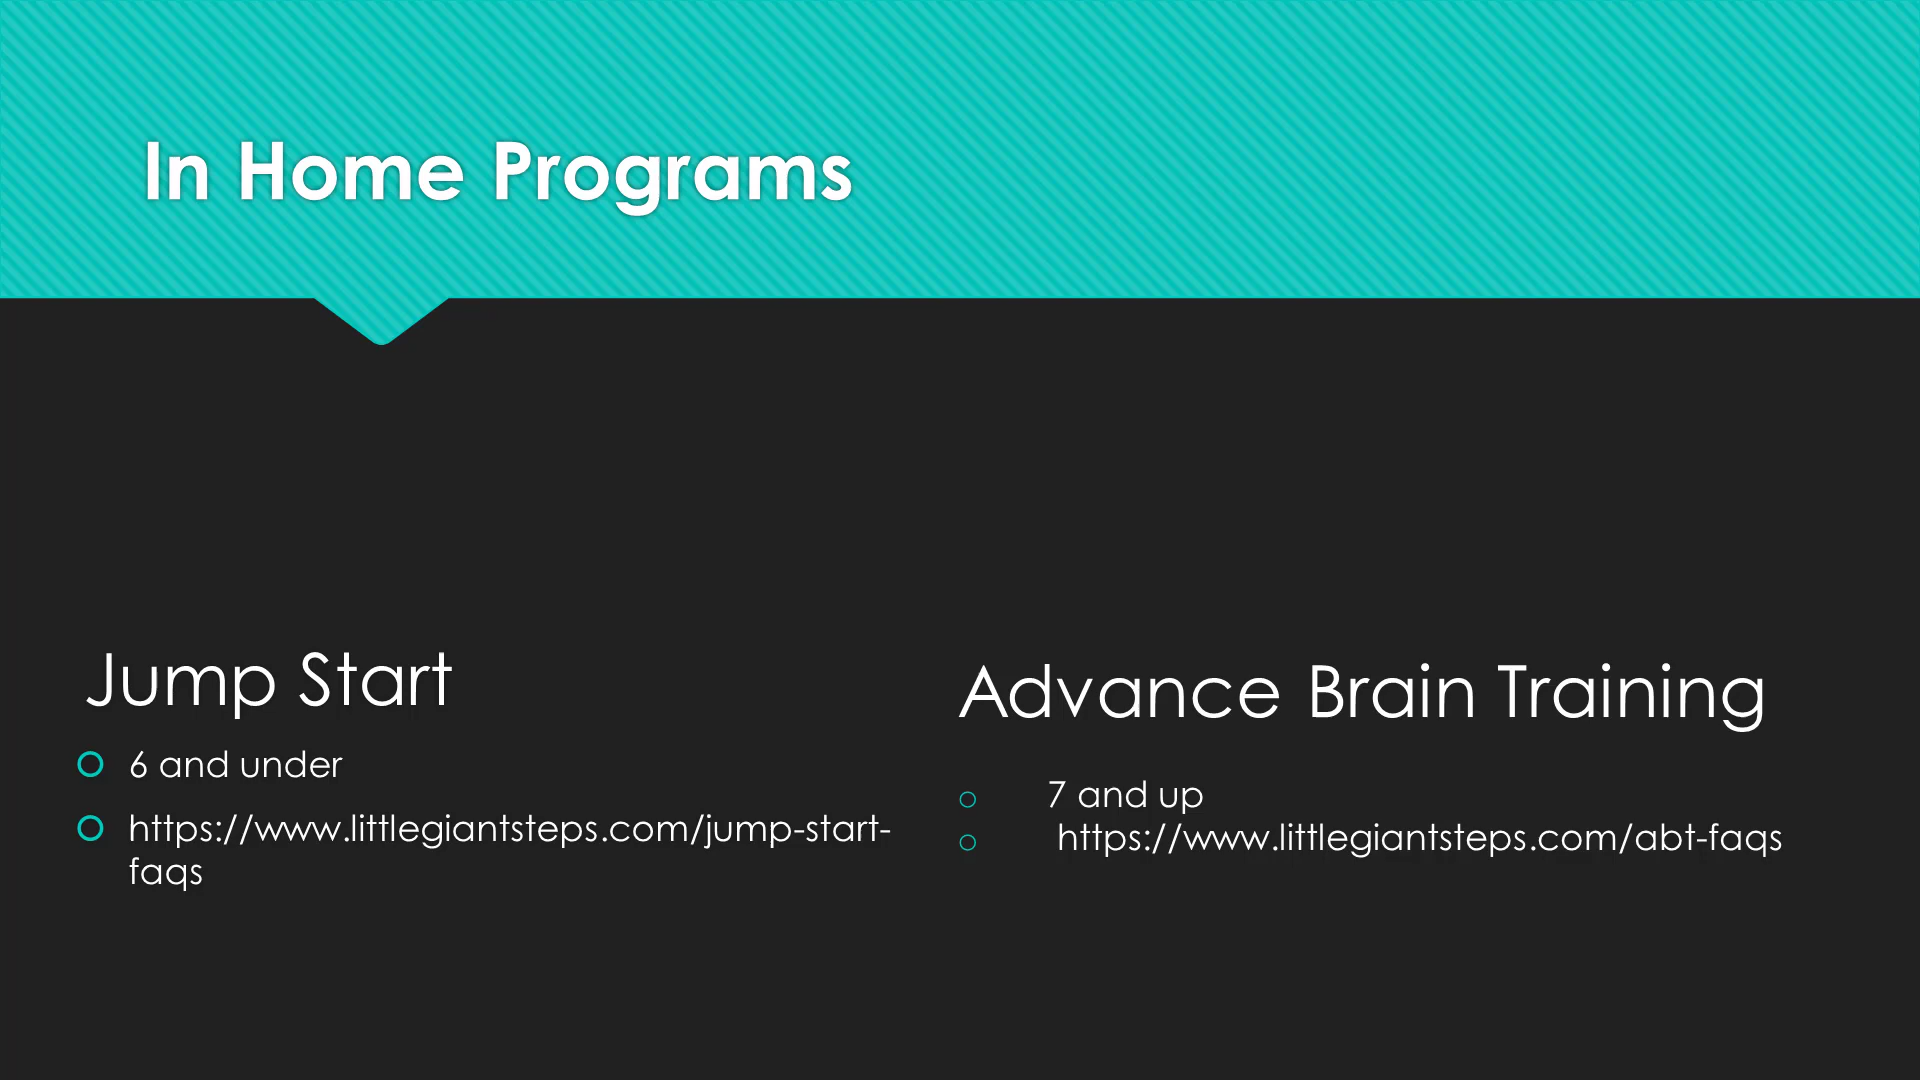 In Home Programs
Jump Start
6 and under
https://www.littlegiantsteps.com/jump-start-
faqs
Advance Brain Training
7 and up
https://www.littlegiantsteps.com/abt-faqs